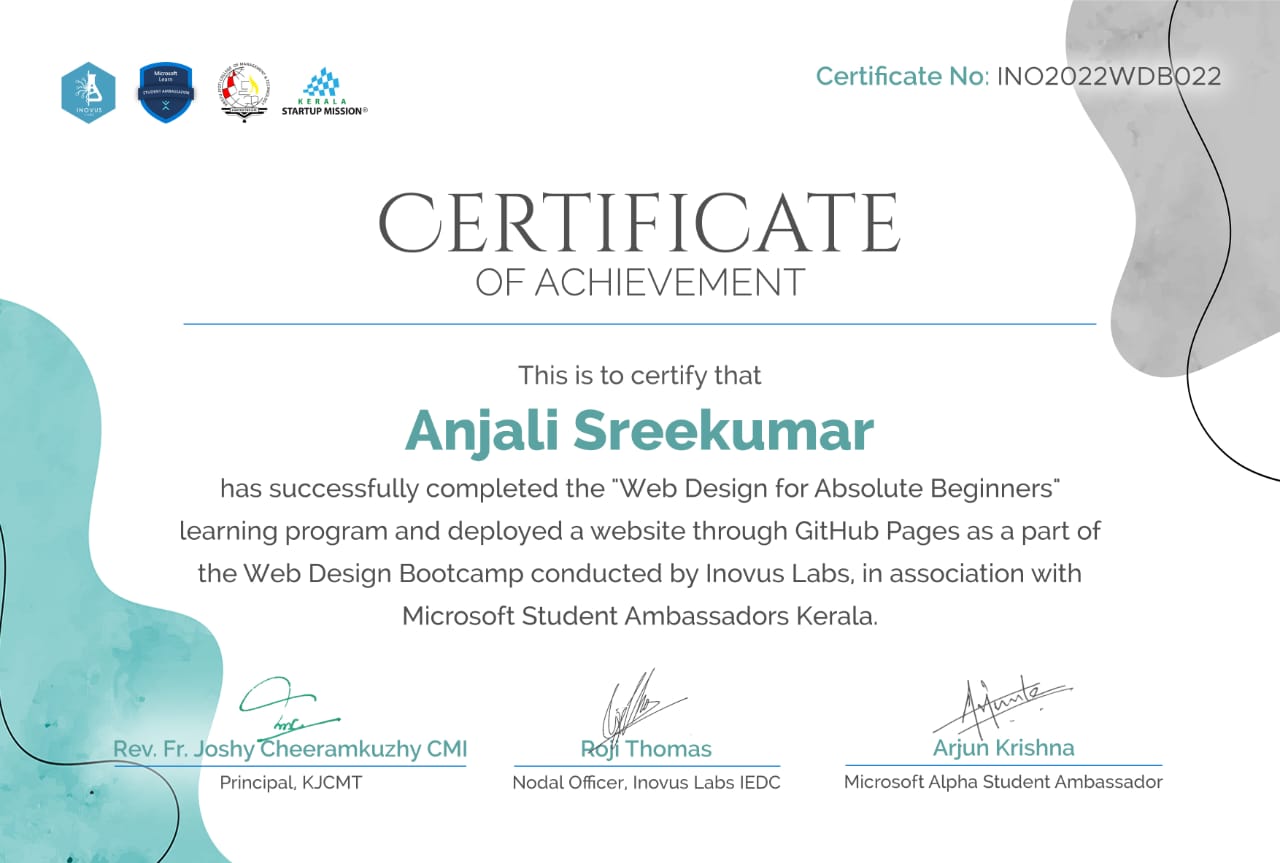 INOVUS
Microsoft
Learn
STUDENT AMBASSADOR
KERALA
STARTUP MISSION®
Certificate No: INO2022WDB022
CERTIFICATE
OF ACHIEVEMENT
This is to certify that
Anjali Sreekumar
has successfully completed the "Web Design for Absolute Beginners"
learning program and deployed a website through GitHub Pages as a part of
the Web Design Bootcamp conducted by Inovus Labs, in association with
Microsoft Student Ambassadors Kerala.
Rev. Fr. Joshy Cheeramkuzhy CMI
Principal, KJCMT
Roji Thomas
Nodal Officer, Inovus Labs IEDC
Arjun Krishna
Microsoft Alpha Student Ambassador